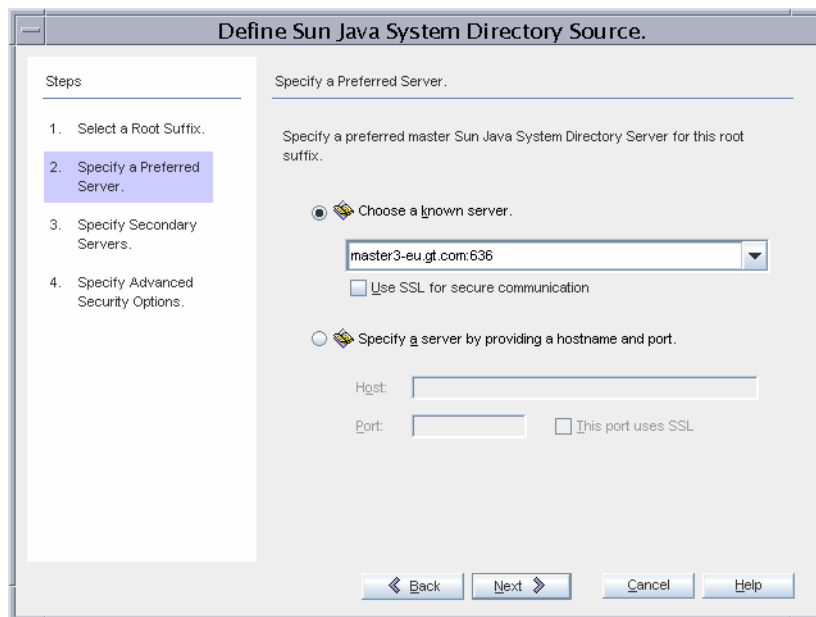 Define Sun Java System Directory Source.
Steps
1. Select a Root Suffix.
2. Specify a Preferred
Server.
3. Specify Secondary
Servers.
4. Specify Advanced
Security Options.
Specify a Preferred Server.
Specify a preferred master Sun Java System Directory Server for this root
suffix.
Choose a known server.
master3-eu.gt.com:636
Use SSL for secure communication
Specify a server by providing a hostname and port.
Host:
Port:
This port uses SSL
Back
Next
Cancel
Help